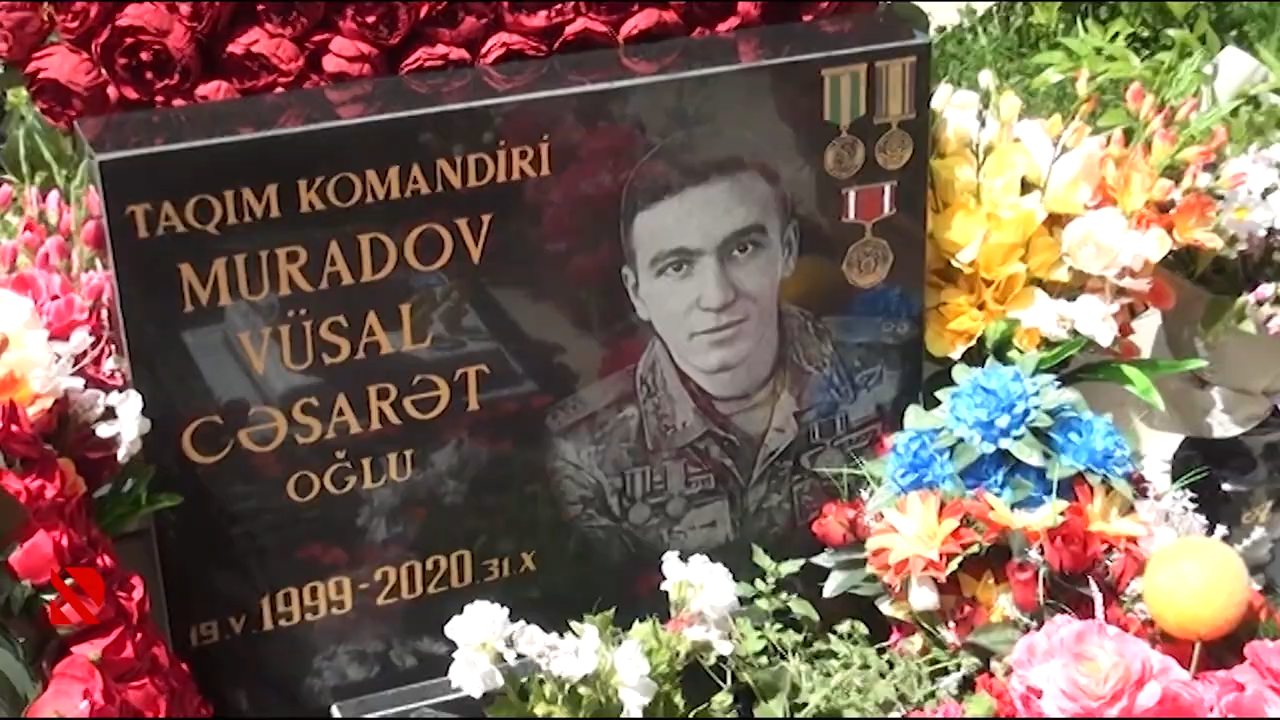 TAQIM KOMANDİRİ
MURADOV
VÜSAL
CƏSARƏT
OĞLU
19.V.1999-2020.31.X